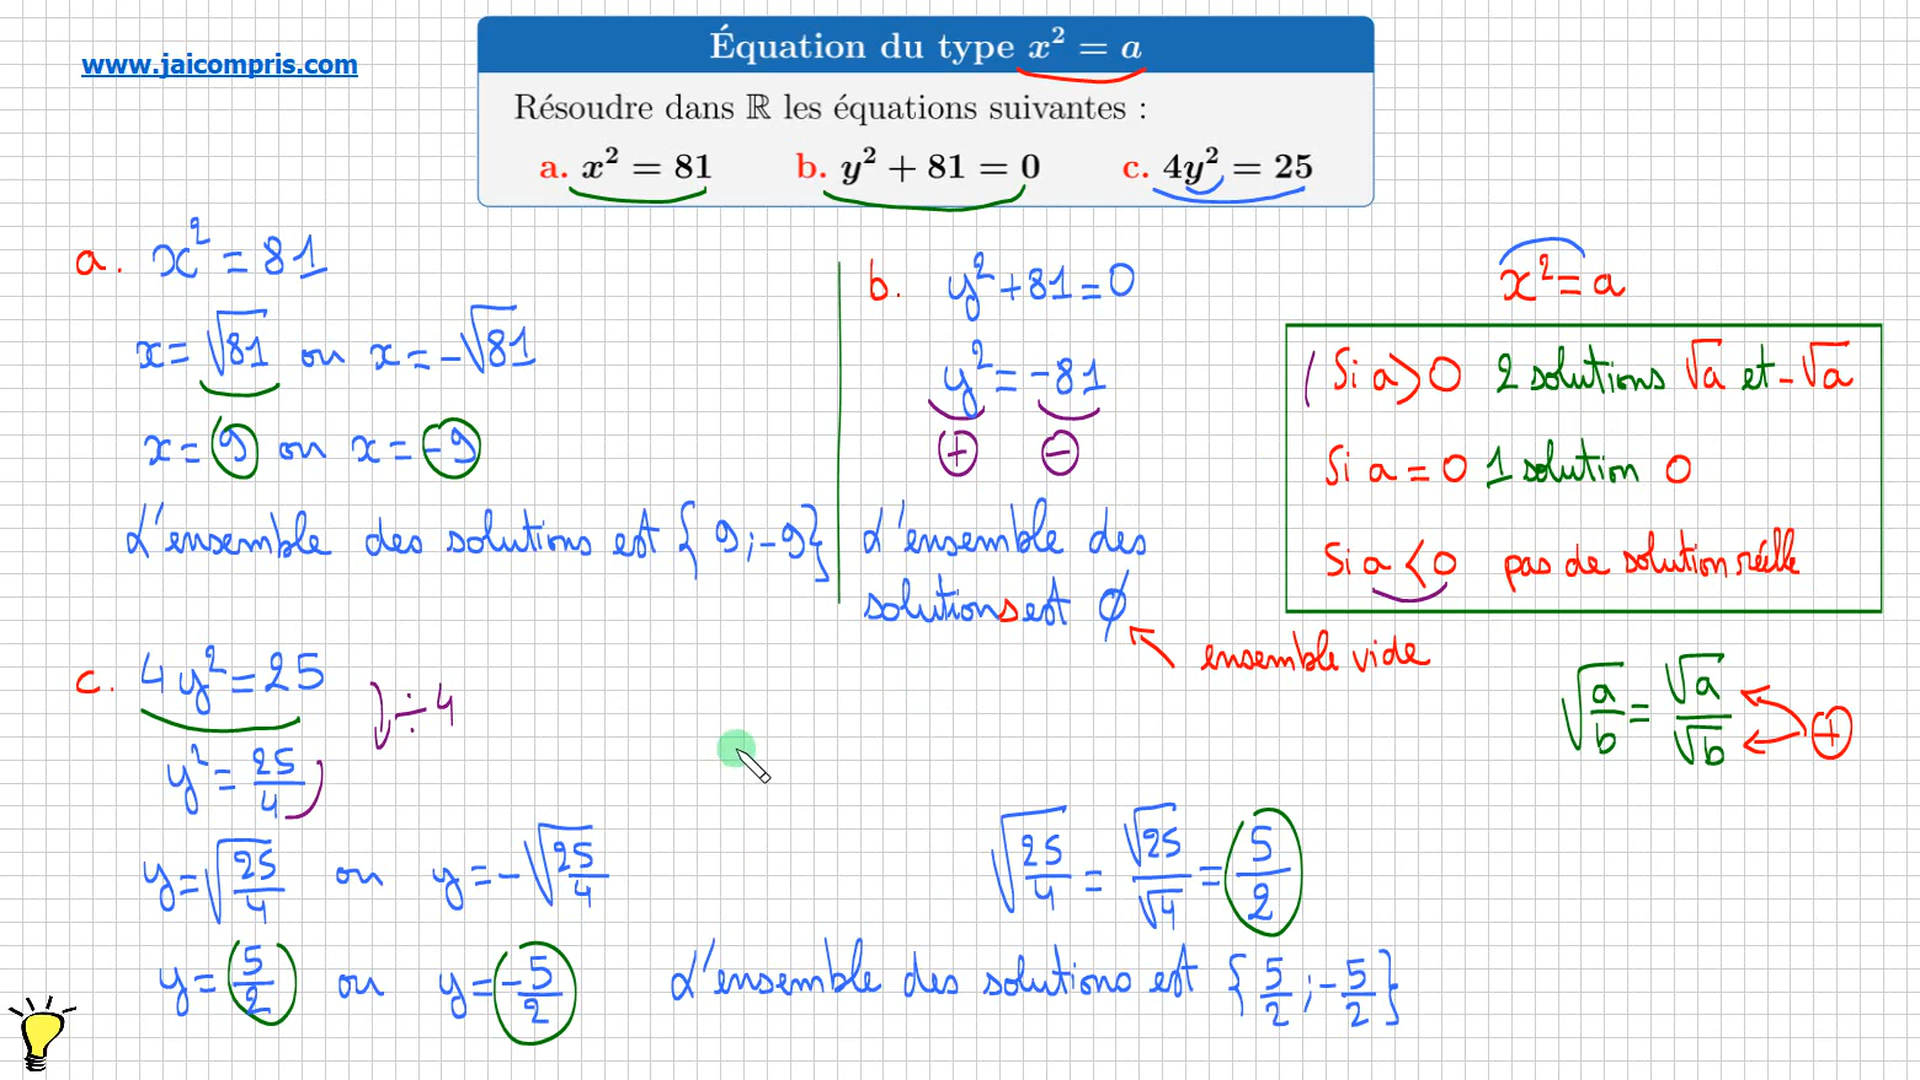 www.jaicompris.com
Équation du type x² = a
Résoudre dans ℝ les équations suivantes :
a. x² = 81 b. y² + 81 = 0 c. 4y² = 25
a. x² = 81
x = √81 ou x = -√81
x = 9 ou x = -9
L'ensemble des solutions est { 9 ; -9}
b. y² + 81 = 0
y² = -81
+ -
L'ensemble des
solutions est ∅
ensemble vide
x² = a
Si a > 0 2 solutions √a et -√a
Si a = 0 1 solution 0
Si a < 0 pas de solution réelle
√(a/b) = √a/√b +
c. 4y² = 25
÷ 4
y² = 25/4
y = √(25/4) ou y = -√(25/4)
y = 5/2 ou y = -5/2
√(25/4) = √25/√4 = 5/2
L'ensemble des solutions est {5/2 ; -5/2}